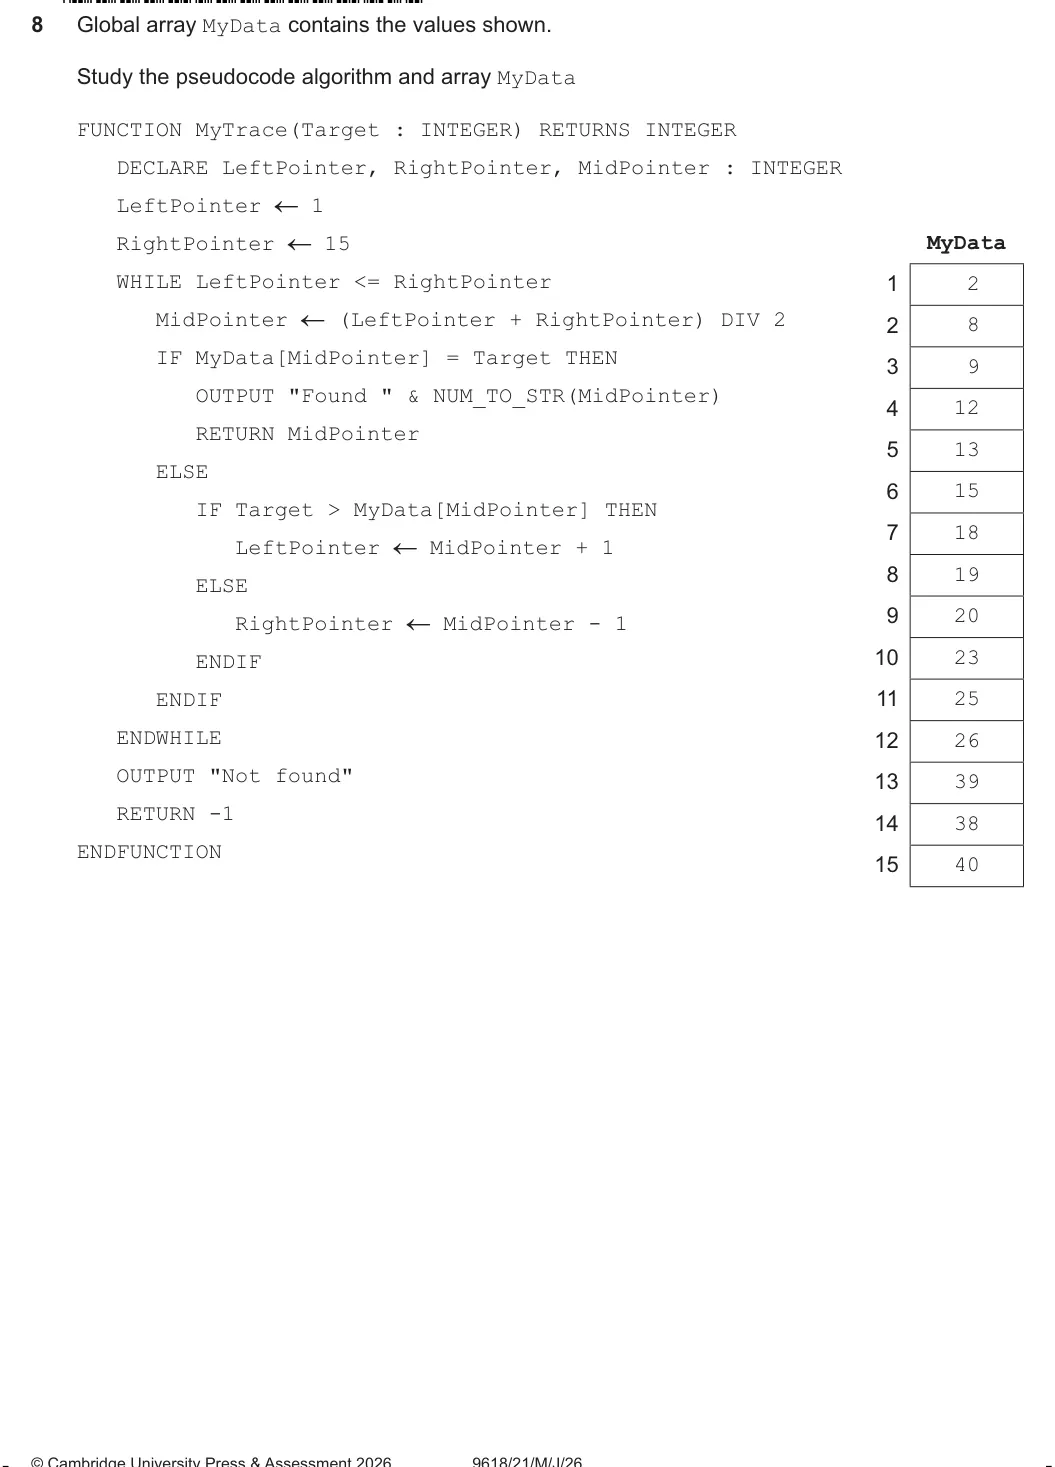 8 Global array MyData contains the values shown.
Study the pseudocode algorithm and array MyData
FUNCTION MyTrace(Target : INTEGER) RETURNS INTEGER
DECLARE LeftPointer, RightPointer, MidPointer : INTEGER
LeftPointer ← 1
RightPointer ← 15
WHILE LeftPointer <= RightPointer
MidPointer ← (LeftPointer + RightPointer) DIV 2
IF MyData[MidPointer] = Target THEN
OUTPUT "Found " & NUM_TO_STR(MidPointer)
RETURN MidPointer
ELSE
IF Target > MyData[MidPointer] THEN
LeftPointer ← MidPointer + 1
ELSE
RightPointer ← MidPointer - 1
ENDIF
ENDIF
ENDWHILE
OUTPUT "Not found"
RETURN -1
ENDFUNCTION
MyData
1 2
2 8
3 9
4 12
5 13
6 15
7 18
8 19
9 20
10 23
11 25
12 26
13 39
14 38
15 40
© Cambridge University Press & Assessment 2026 9618/21/M/J/26